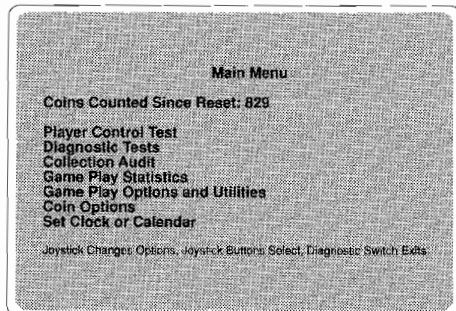 Main Menu
Coins Counted Since Reset: 829
Player Control Test
Diagnostic Tests
Collection Audit
Game Play Statistics
Game Play Options and Utilities
Coin Options
Set Clock or Calendar
Joystick Changes Options, Joystick Buttons Select, Diagnostic Switch Exits